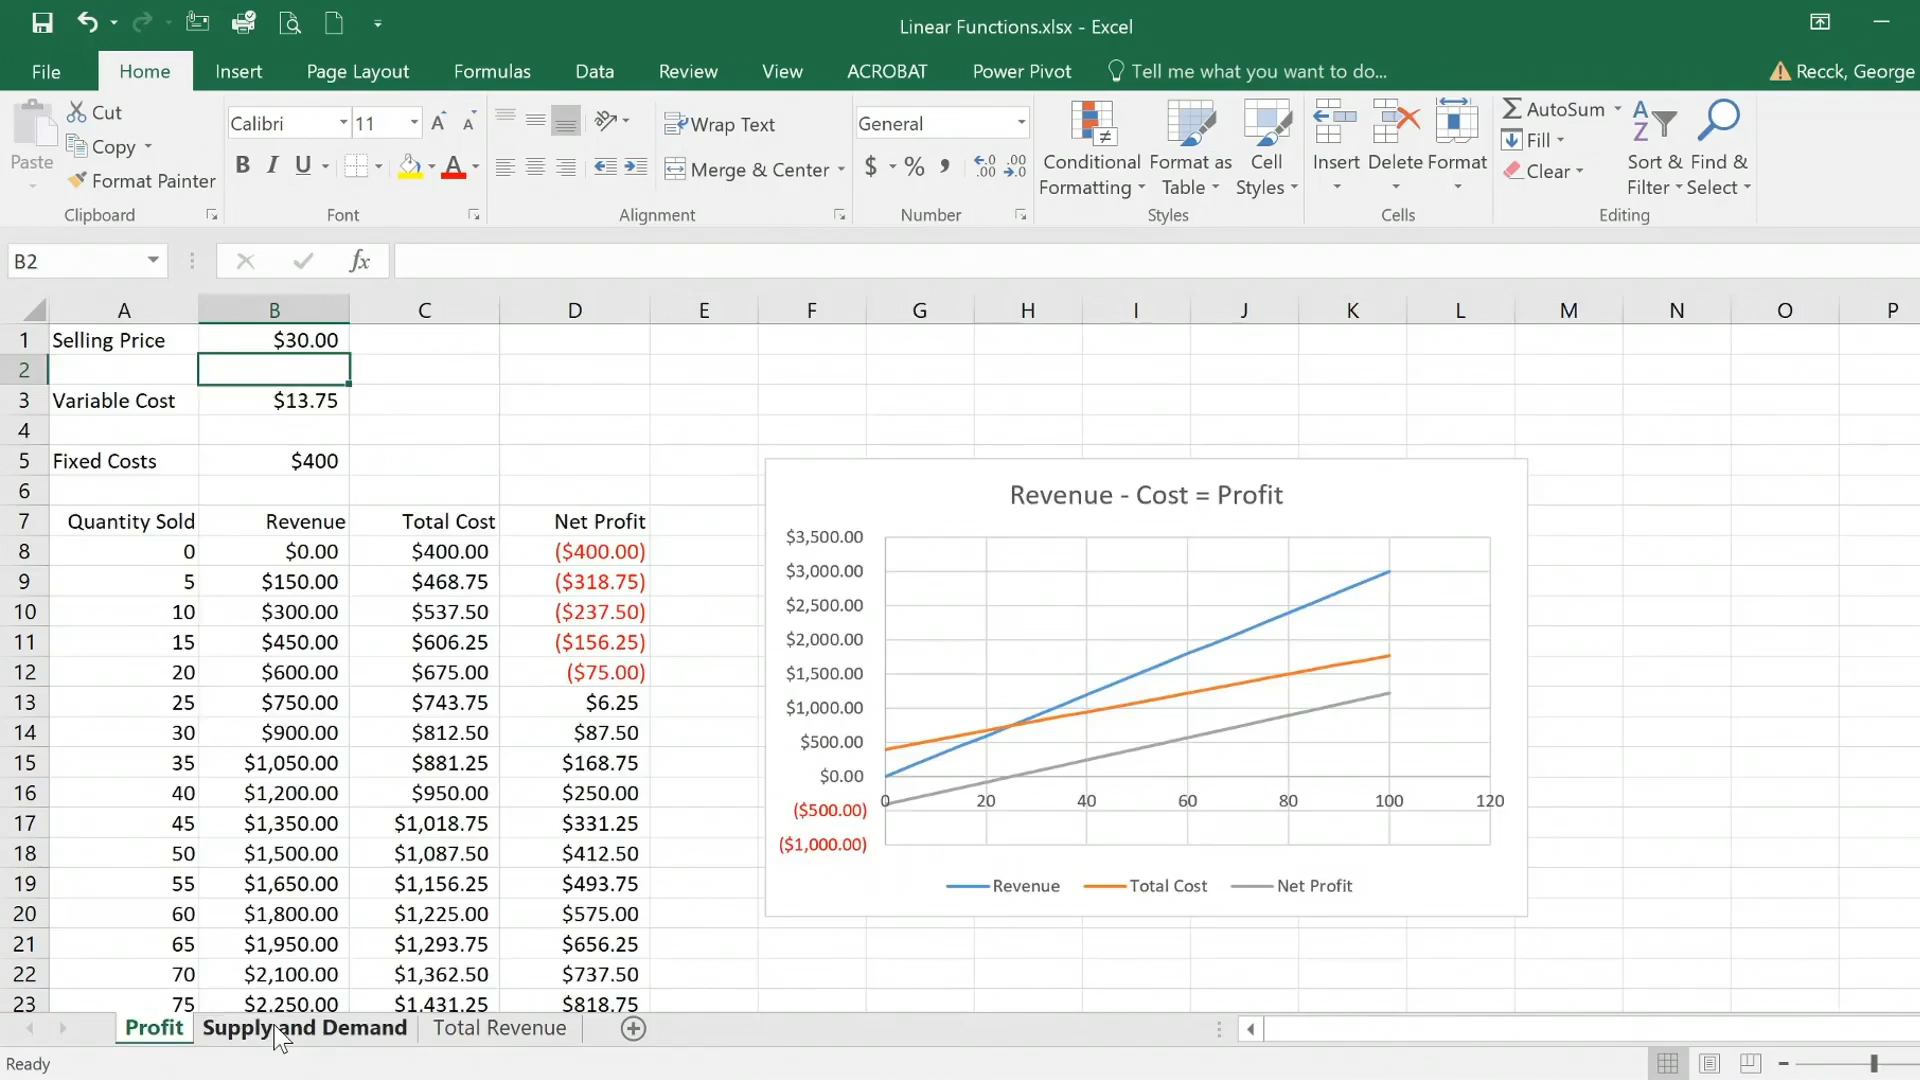 Linear Functions.xlsx - Excel
File Home Insert Page Layout Formulas Data Review View ACROBAT Power Pivot Tell me what you want to do... Recck, George
Paste
Cut
Copy
Format Painter
Clipboard
Calibri 11
B I U
Font
Wrap Text
Merge & Center
Alignment
General
$ % ,
Number
Conditional Formatting
Format as Table
Cell Styles
Styles
Insert Delete Format
Cells
AutoSum
Fill
Clear
Sort & Filter
Find & Select
Editing
B2 fx
A B C D E F G H I J K L M N O P
1 Selling Price $30.00
2
3 Variable Cost $13.75
4
5 Fixed Costs $400
6
7 Quantity Sold Revenue Total Cost Net Profit
8 0 $0.00 $400.00 ($400.00)
9 5 $150.00 $468.75 ($318.75)
10 10 $300.00 $537.50 ($237.50)
11 15 $450.00 $606.25 ($156.25)
12 20 $600.00 $675.00 ($75.00)
13 25 $750.00 $743.75 $6.25
14 30 $900.00 $812.50 $87.50
15 35 $1,050.00 $881.25 $168.75
16 40 $1,200.00 $950.00 $250.00
17 45 $1,350.00 $1,018.75 $331.25
18 50 $1,500.00 $1,087.50 $412.50
19 55 $1,650.00 $1,156.25 $493.75
20 60 $1,800.00 $1,225.00 $575.00
21 65 $1,950.00 $1,293.75 $656.25
22 70 $2,100.00 $1,362.50 $737.50
23 75 $2,250.00 $1,431.25 $818.75
Revenue - Cost = Profit
$3,500.00
$3,000.00
$2,500.00
$2,000.00
$1,500.00
$1,000.00
$500.00
$0.00
($500.00)
($1,000.00)
0 20 40 60 80 100 120
Revenue Total Cost Net Profit
Profit Supply and Demand Total Revenue
Ready